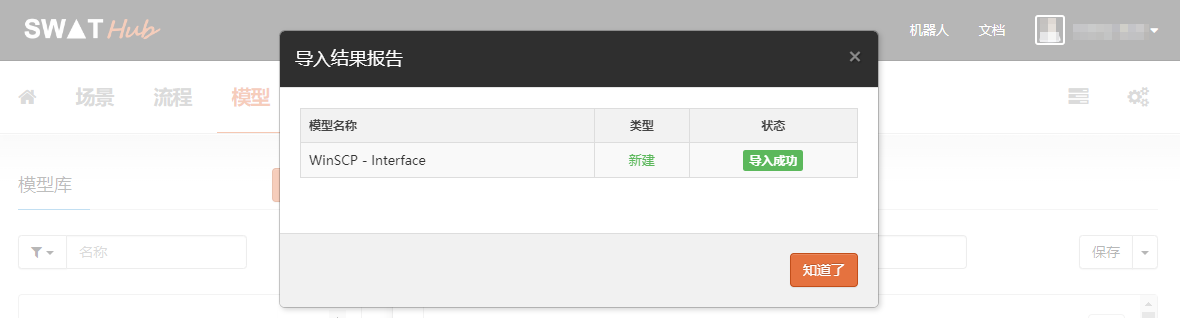 SWAT Hub
机器人 文档
导入结果报告 ×
场景 流程 模型
模型名称 类型 状态
WinSCP - Interface 新建 导入成功
模型库
名称
保存
知道了